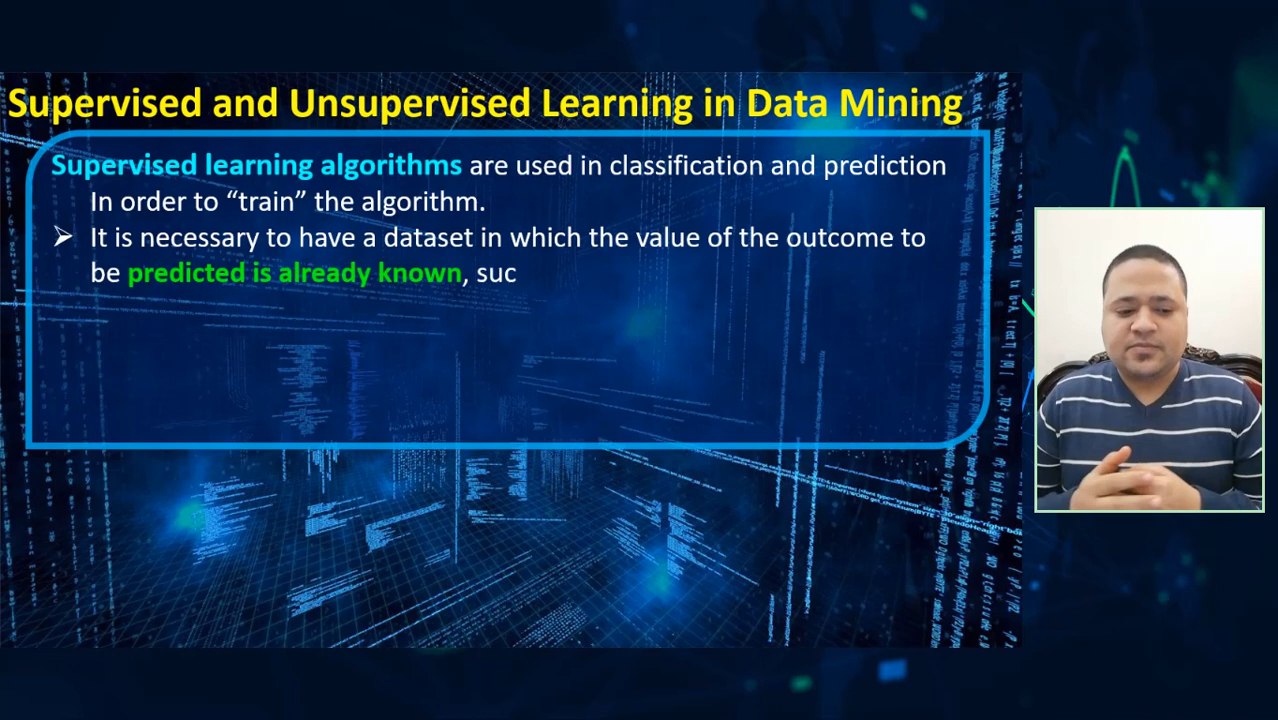 Supervised and Unsupervised Learning in Data Mining
Supervised learning algorithms are used in classification and prediction
In order to “train” the algorithm.
➢ It is necessary to have a dataset in which the value of the outcome to
be predicted is already known, suc